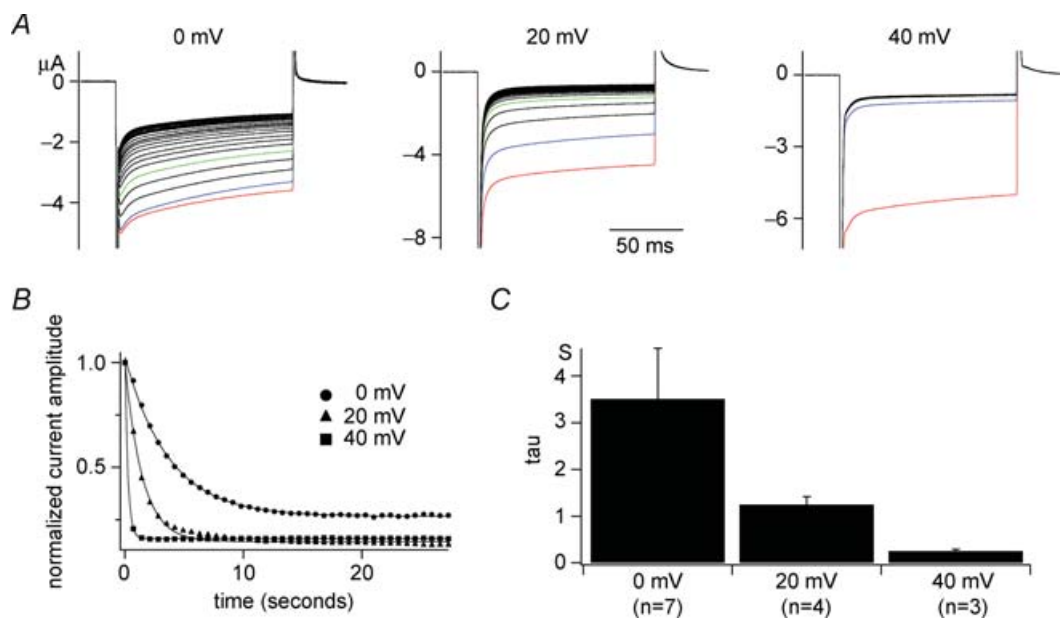 A
0 mV
20 mV
40 mV
μA
0
–2
–4
0
–4
–8
50 ms
0
–3
–6
B
normalized current amplitude
1.0
0.5
0
10
20
time (seconds)
0 mV
20 mV
40 mV
C
S
4
3
2
1
0
tau
0 mV
(n=7)
20 mV
(n=4)
40 mV
(n=3)